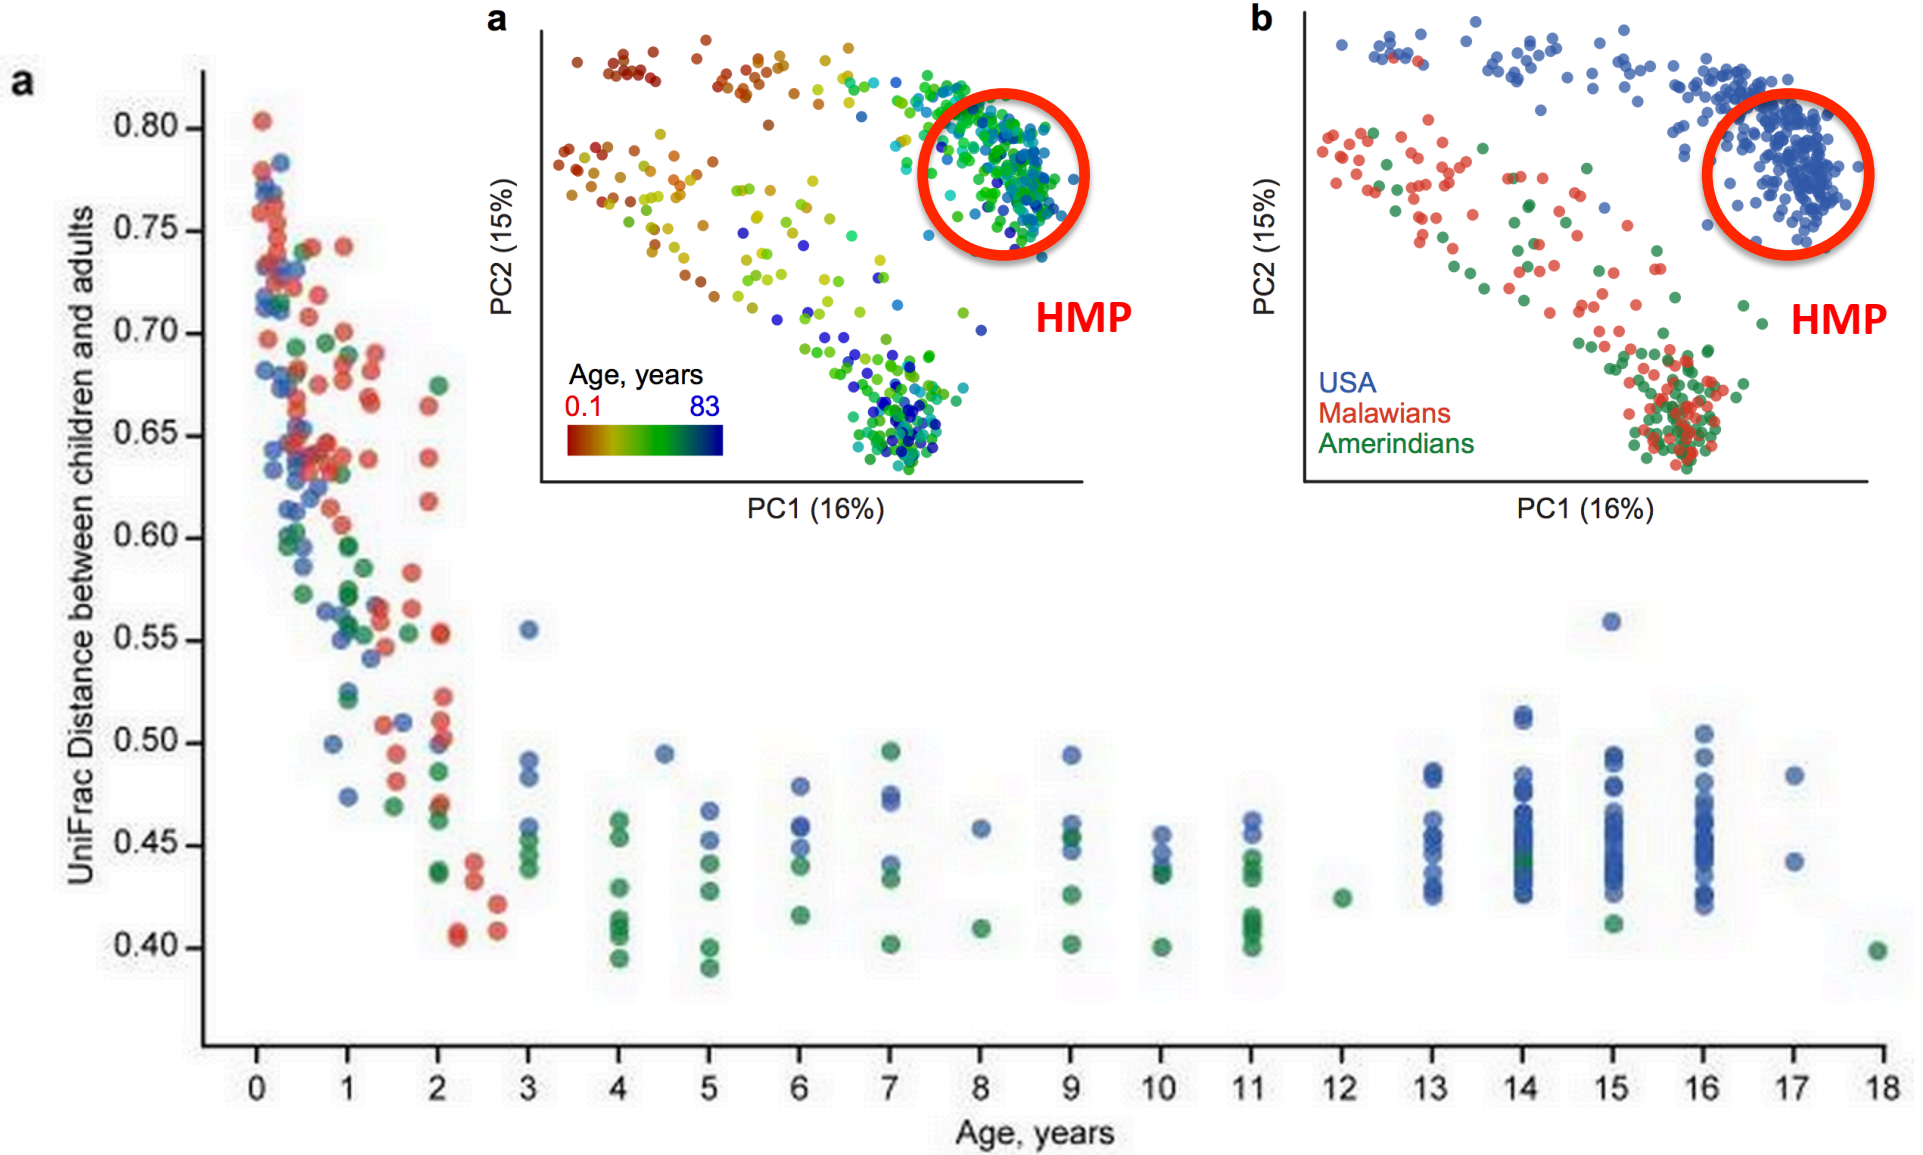 a
UniFrac Distance between children and adults
0.80
0.75
0.70
0.65
0.60
0.55
0.50
0.45
0.40
0 1 2 3 4 5 6 7 8 9 10 11 12 13 14 15 16 17 18
Age, years
a
PC2 (15%)
HMP
Age, years
0.1 83
PC1 (16%)
b
PC2 (15%)
HMP
USA
Malawians
Amerindians
PC1 (16%)